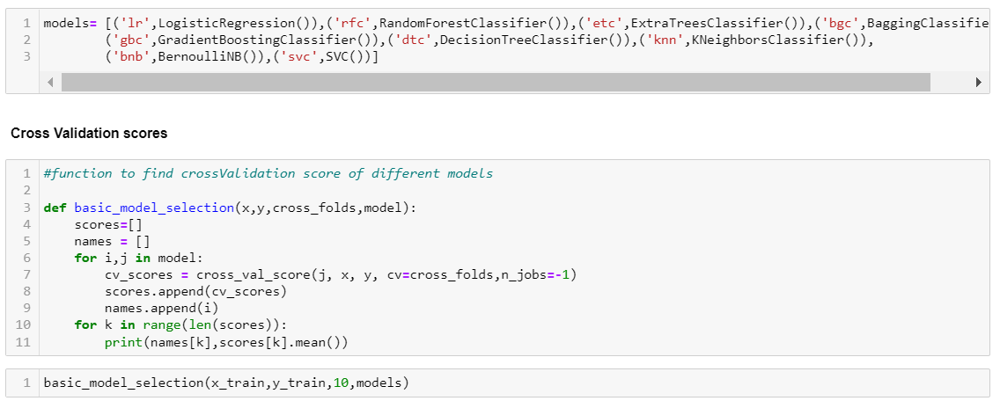 1 models= [('lr',LogisticRegression()),('rfc',RandomForestClassifier()),('etc',ExtraTreesClassifier()),('bgc',BaggingClassifie
2 ('gbc',GradientBoostingClassifier()),('dtc',DecisionTreeClassifier()),('knn',KNeighborsClassifier()),
3 ('bnb',BernoulliNB()),('svc',SVC())]
Cross Validation scores
1 #function to find crossValidation score of different models
2
3 def basic_model_selection(x,y,cross_folds,model):
4 scores=[]
5 names = []
6 for i,j in model:
7 cv_scores = cross_val_score(j, x, y, cv=cross_folds,n_jobs=-1)
8 scores.append(cv_scores)
9 names.append(i)
10 for k in range(len(scores)):
11 print(names[k],scores[k].mean())
1 basic_model_selection(x_train,y_train,10,models)